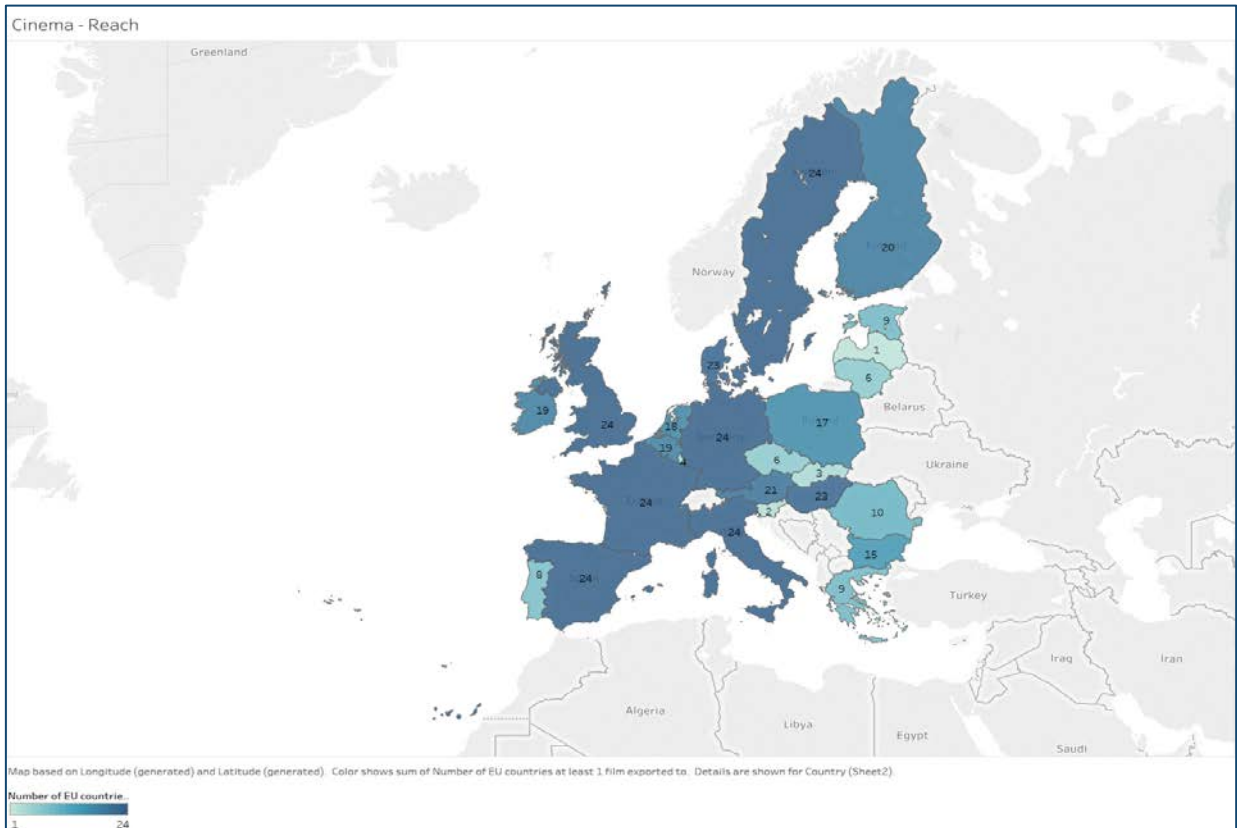 Cinema - Reach
Greenland
24
20
Norway
9
1
6
Belarus
23
19
24
18
19
4
24
17
Ukraine
6
3
21
23
2
10
24
24
15
8
24
9
Turkey
Iraq
Iran
Algeria
Libya
Egypt
Saudi
Map based on Longitude (generated) and Latitude (generated). Color shows sum of Number of EU countries at least 1 film exported to. Details are shown for Country (Sheet2).
Number of EU countrie..
1 24